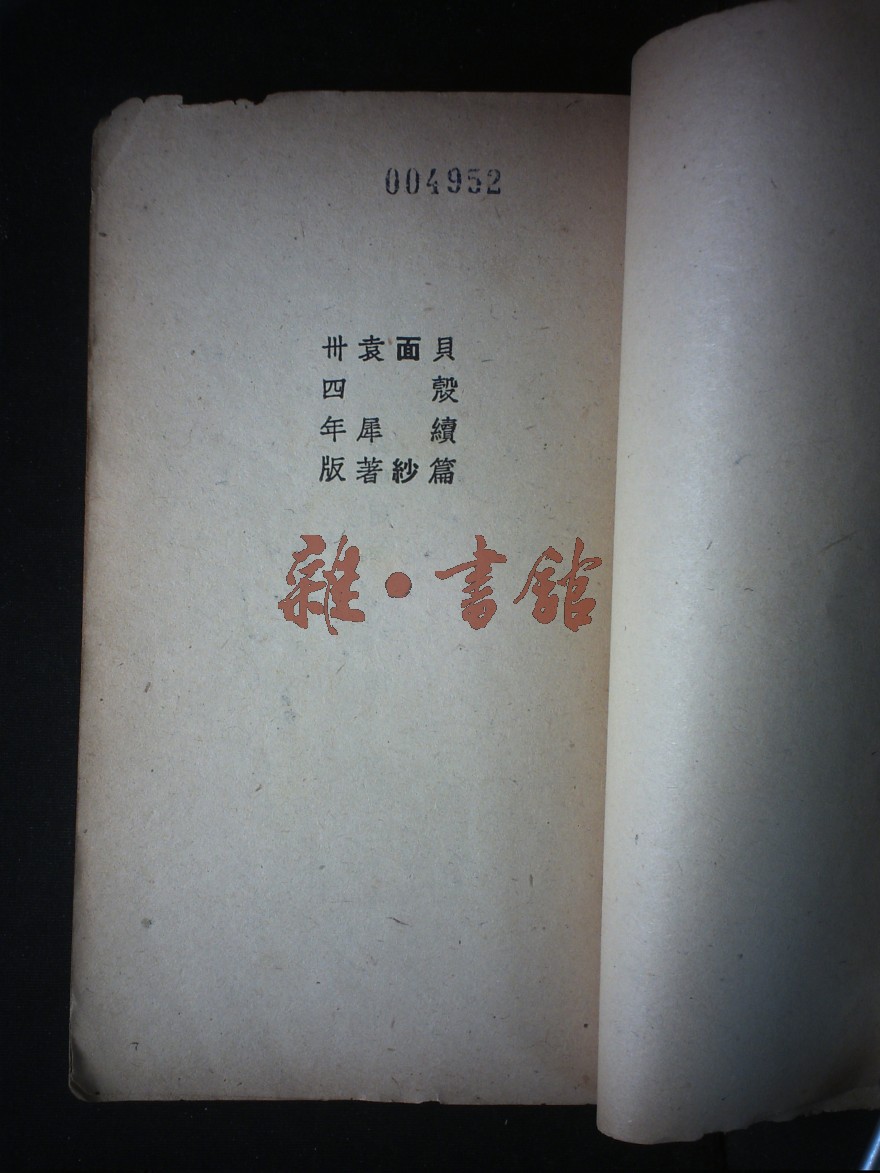 004952
貝殼續篇
面紗
袁犀著
卅四年版
雜·書館